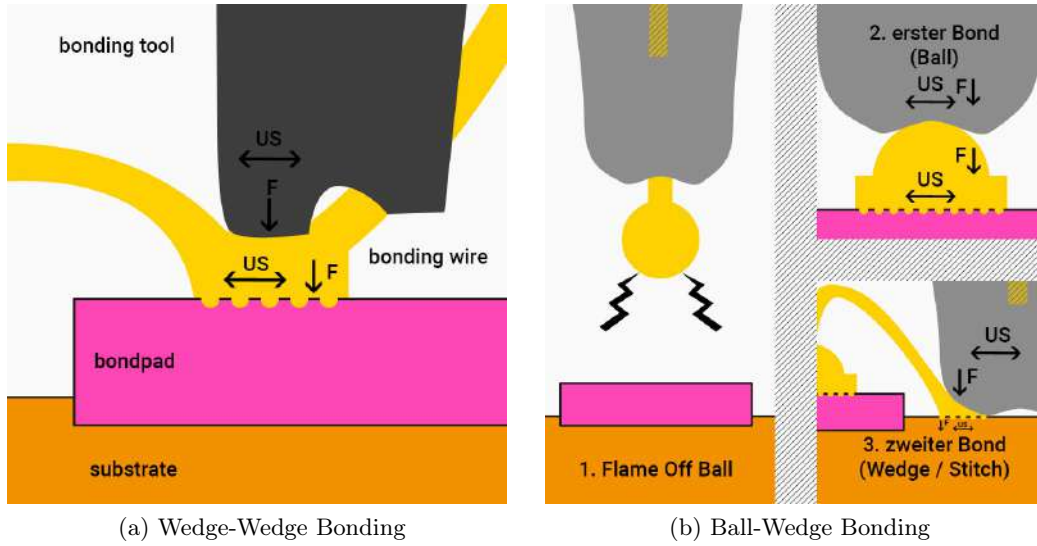 bonding tool
US
F
bonding wire
US
F
bondpad
substrate
(a) Wedge-Wedge Bonding
1. Flame Off Ball
2. erster Bond
(Ball)
US
F
F
US
US
F
F
US
3. zweiter Bond
(Wedge / Stitch)
(b) Ball-Wedge Bonding